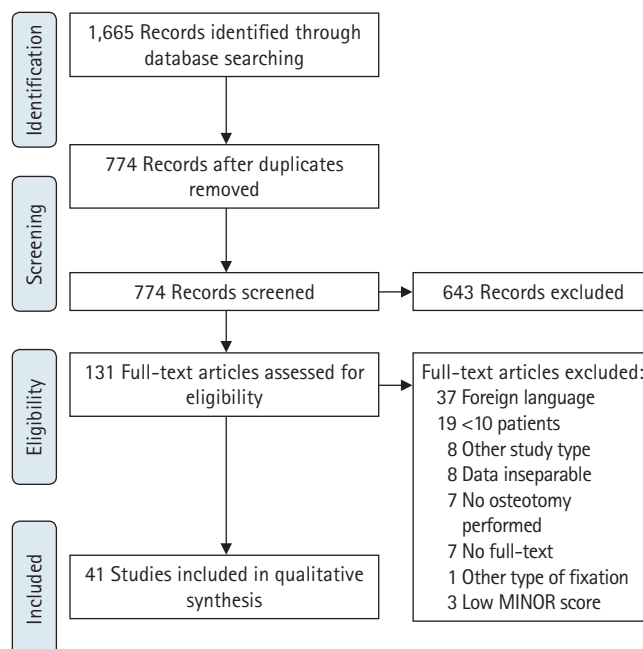 Identification
1,665 Records identified through
database searching
774 Records after duplicates
removed
Screening
774 Records screened
643 Records excluded
Eligibility
131 Full-text articles assessed for
eligibility
Full-text articles excluded:
37 Foreign language
19 <10 patients
8 Other study type
8 Data inseparable
7 No osteotomy
performed
7 No full-text
1 Other type of fixation
3 Low MINOR score
Included
41 Studies included in qualitative
synthesis